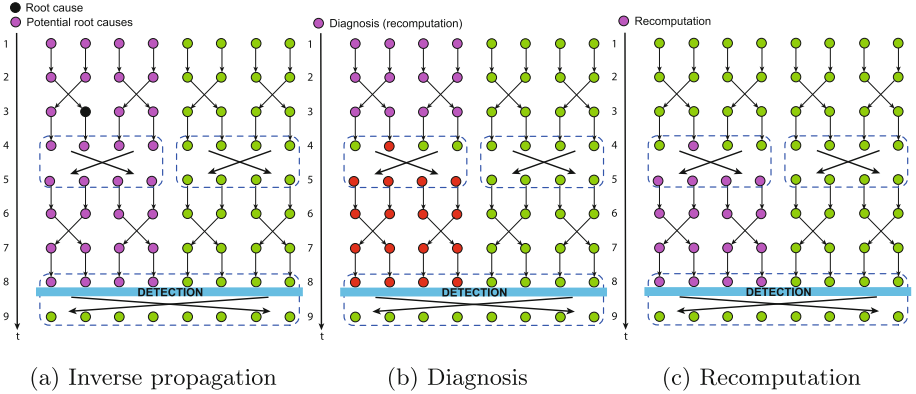 Root cause
Potential root causes
1
2
3
4
5
6
7
8
DETECTION
9
t
(a) Inverse propagation
Diagnosis (recomputation)
1
2
3
4
5
6
7
8
DETECTION
9
t
(b) Diagnosis
Recomputation
1
2
3
4
5
6
7
8
DETECTION
9
t
(c) Recomputation